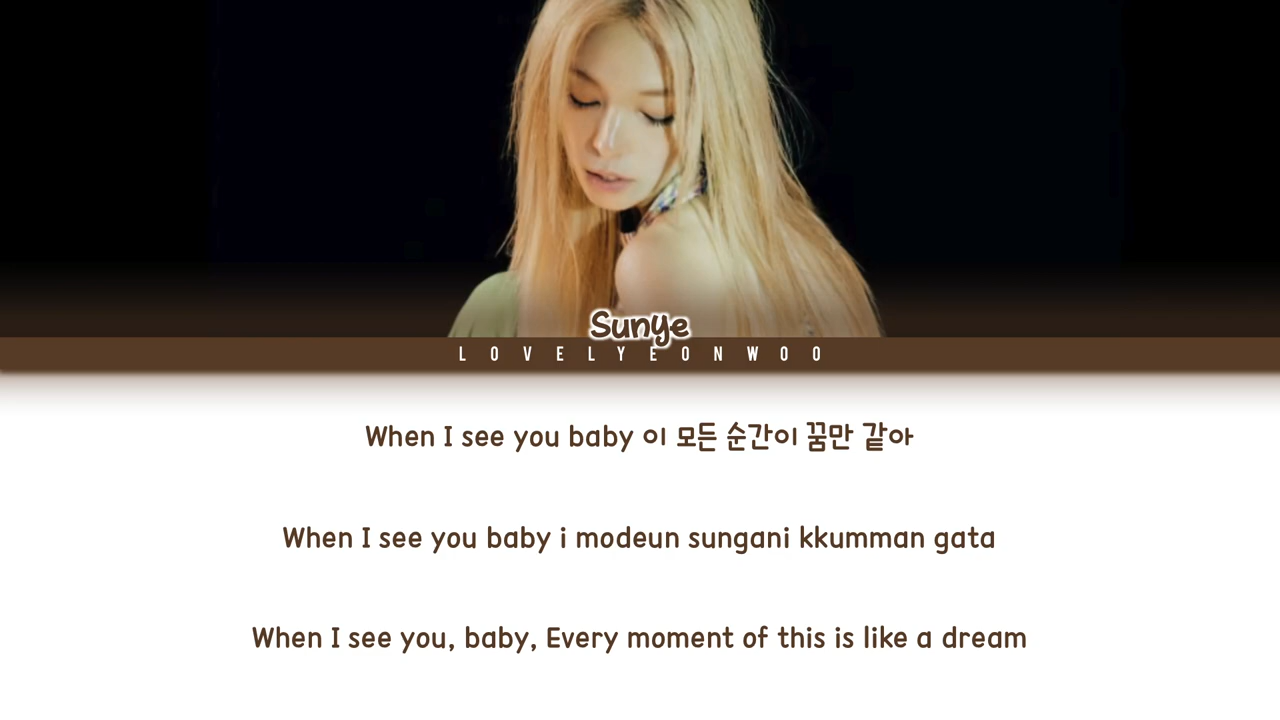 Sunye
LOVELYEONWOO
When I see you baby 이 모든 순간이 꿈만 같아
When I see you baby i modeun sungani kkumman gata
When I see you, baby, Every moment of this is like a dream